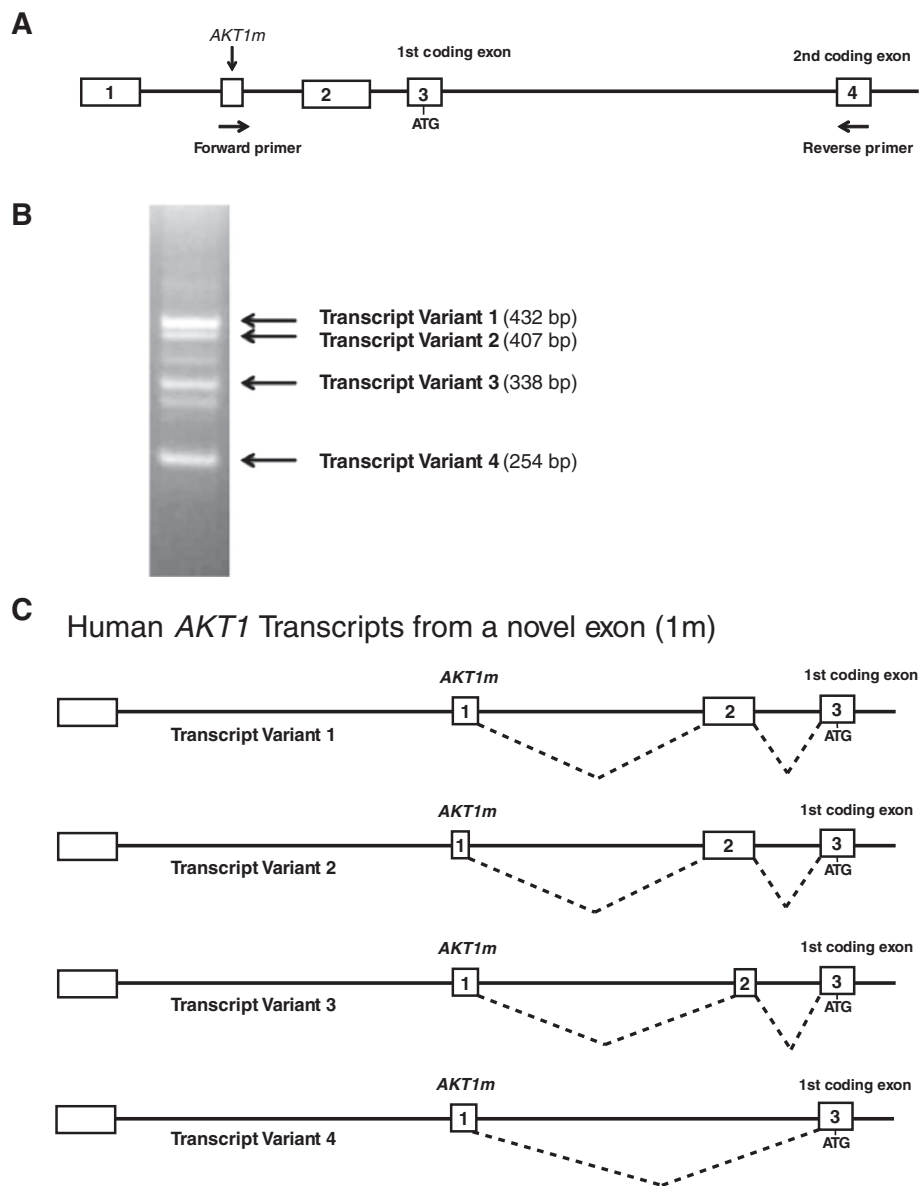 A
AKT1m
1st coding exon
2nd coding exon
1
2
3
4
ATG
Forward primer
Reverse primer
B
Transcript Variant 1 (432 bp)
Transcript Variant 2 (407 bp)
Transcript Variant 3 (338 bp)
Transcript Variant 4 (254 bp)
C
Human AKT1 Transcripts from a novel exon (1m)
AKT1m
1st coding exon
1
2
3
ATG
Transcript Variant 1
AKT1m
1st coding exon
1
2
3
ATG
Transcript Variant 2
AKT1m
1st coding exon
1
2
3
ATG
Transcript Variant 3
AKT1m
1st coding exon
1
3
ATG
Transcript Variant 4